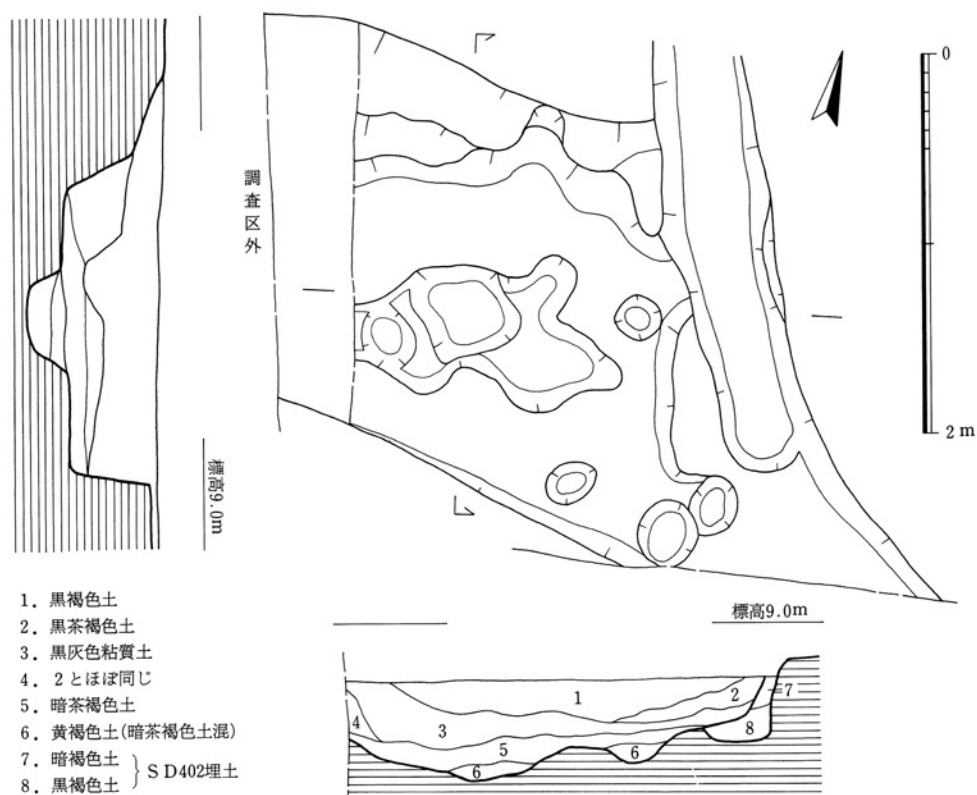 調査区外
0
2 m
標高9.0m
標高9.0m
1
2
3
4
5
6
6
7
8
1．黒褐色土
2．黒茶褐色土
3．黒灰色粘質土
4．2とほぼ同じ
5．暗茶褐色土
6．黄褐色土(暗茶褐色土混)
7．暗褐色土
8．黒褐色土
} SD402埋土